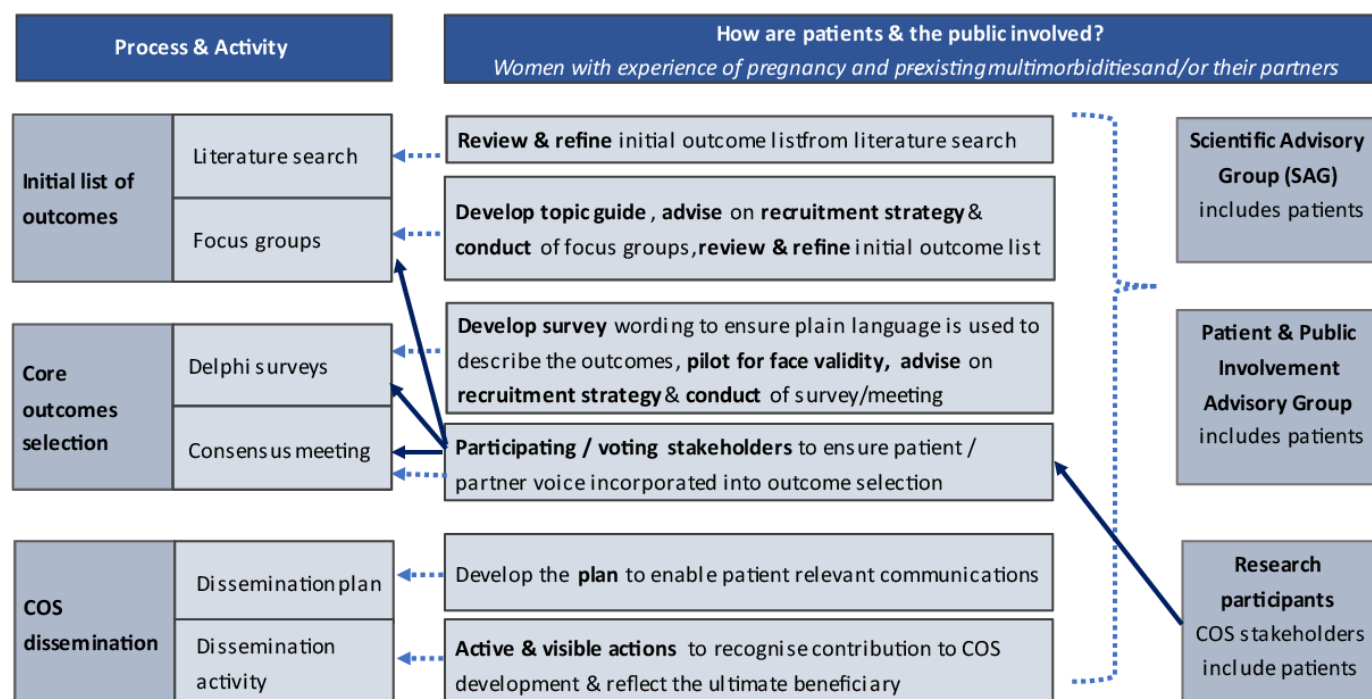 Process & Activity
How are patients & the public involved?
Women with experience of pregnancy and preexisting multimorbidities and/or their partners
Initial list of
outcomes
Literature search
Focus groups
Review & refine initial outcome listfrom literature search
Develop topic guide , advise on recruitment strategy &
conduct of focus groups, review & refine initial outcome list
Core
outcomes
selection
Delphi surveys
Consensus meeting
Develop survey wording to ensure plain language is used to
describe the outcomes, pilot for face validity, advise on
recruitment strategy & conduct of survey/meeting
Participating / voting stakeholders to ensure patient /
partner voice incorporated into outcome selection
COS
dissemination
Dissemination plan
Dissemination
activity
Develop the plan to enable patient relevant communications
Active & visible actions to recognise contribution to COS
development & reflect the ultimate beneficiary
Scientific Advisory
Group (SAG)
includes patients
Patient & Public
Involvement
Advisory Group
includes patients
Research
participants
COS stakeholders
include patients